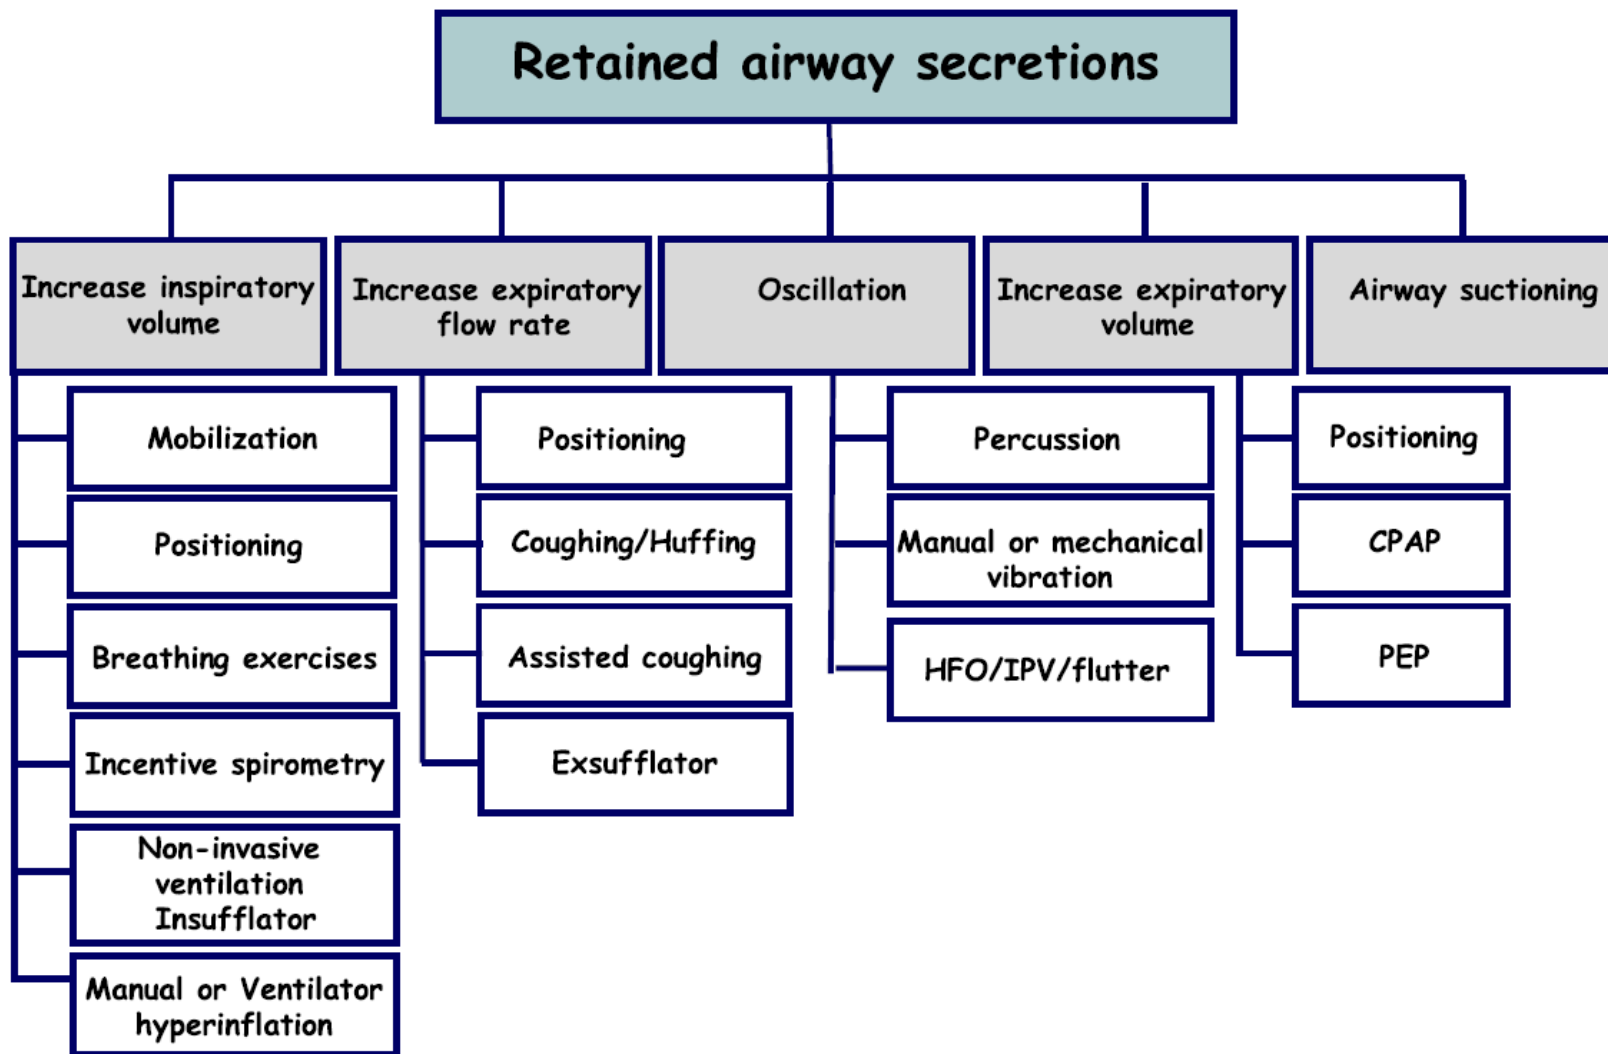 Retained airway secretions
Increase inspiratory
volume
Increase expiratory
flow rate
Oscillation
Increase expiratory
volume
Airway suctioning
Mobilization
Positioning
Breathing exercises
Incentive spirometry
Non-invasive
ventilation
Insufflator
Manual or Ventilator
hyperinflation
Positioning
Coughing/Huffing
Assisted coughing
Exsufflator
Percussion
Manual or mechanical
vibration
HFO/IPV/flutter
Positioning
CPAP
PEP